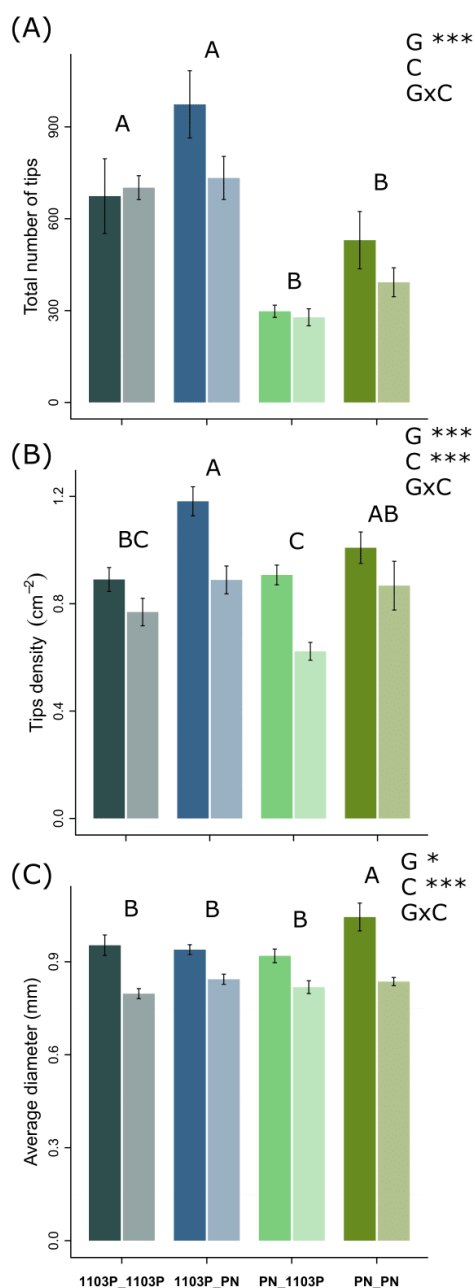 (A)
G ***
C
GxC
A
A
B
B
Total number of tips
900
600
300
0
(B)
G ***
C ***
GxC
BC
A
C
AB
Tips density (cm⁻²)
1.2
0.8
0.4
0.0
(C)
G *
C ***
GxC
B
B
B
A
Average diameter (mm)
0.9
0.6
0.3
0.0
1103P_1103P 1103P_PN PN_1103P PN_PN